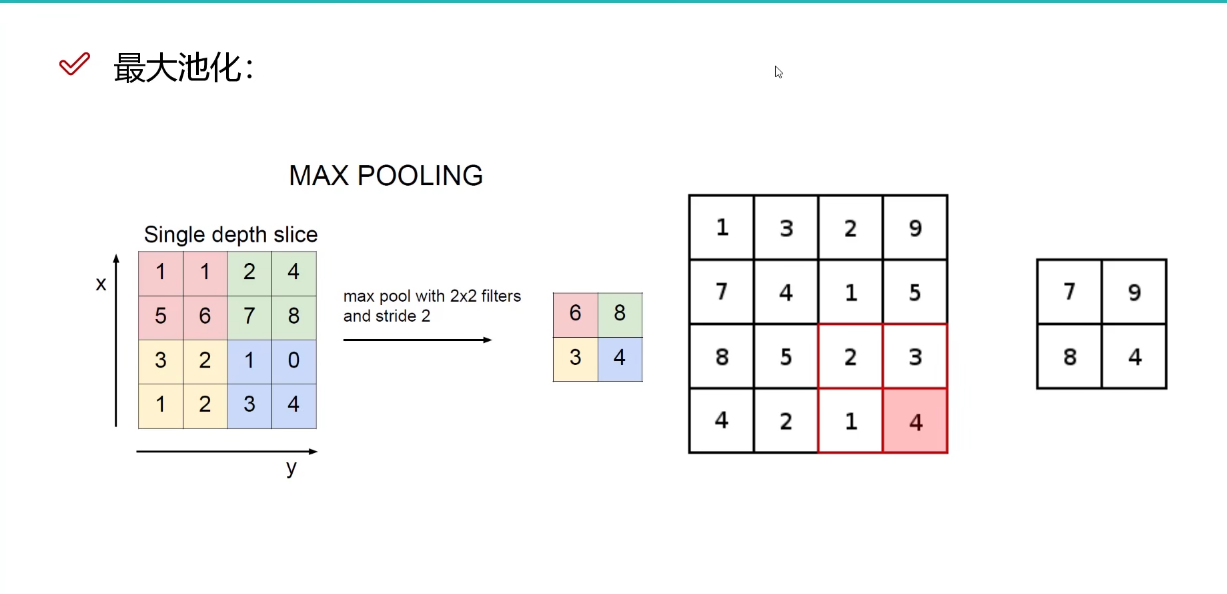 最大池化：
MAX POOLING
Single depth slice
x
1 1 2 4
5 6 7 8
3 2 1 0
1 2 3 4
y
max pool with 2x2 filters
and stride 2
6 8
3 4
1 3 2 9
7 4 1 5
8 5 2 3
4 2 1 4
7 9
8 4